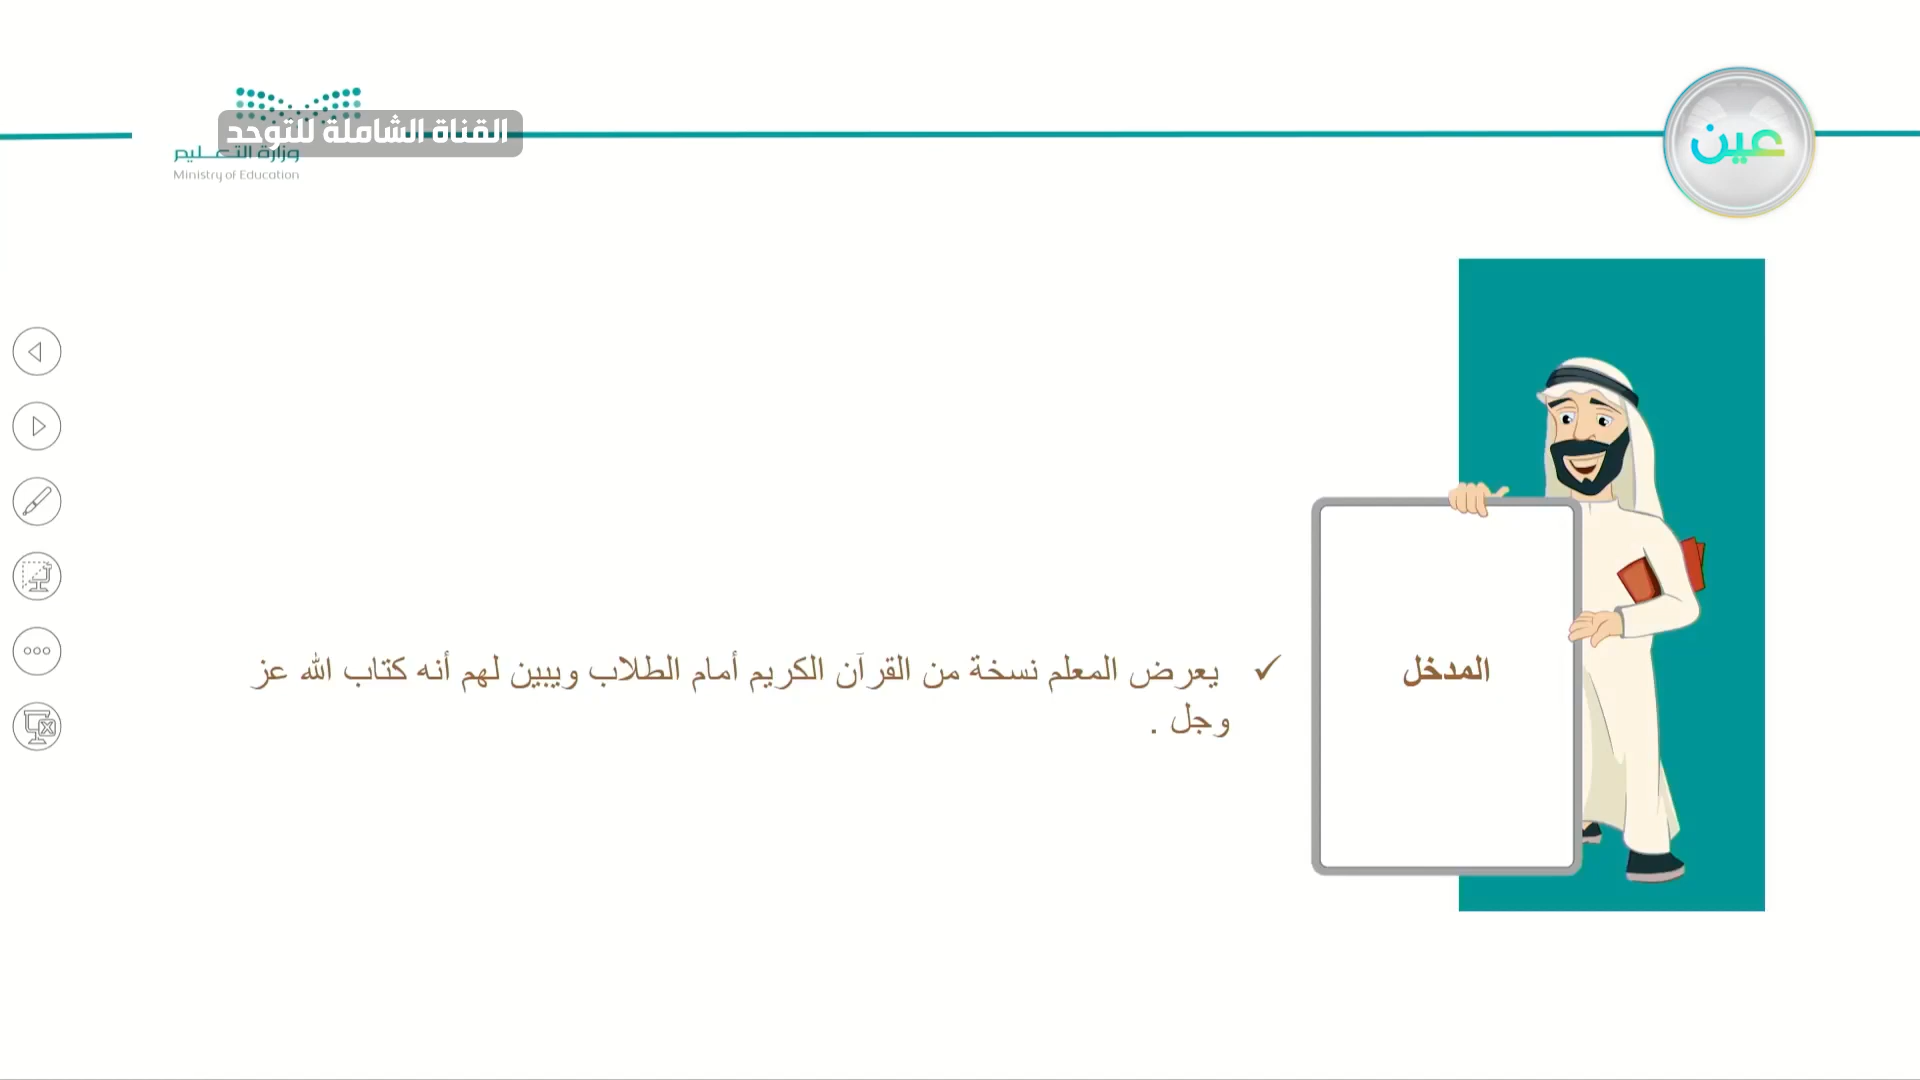 القناة الشاملة للتوحد
وزارة التعـــليم
Ministry of Education
عين
المدخل
✓ يعرض المعلم نسخة من القرآن الكريم أمام الطلاب ويبين لهم أنه كتاب الله عز
وجل .